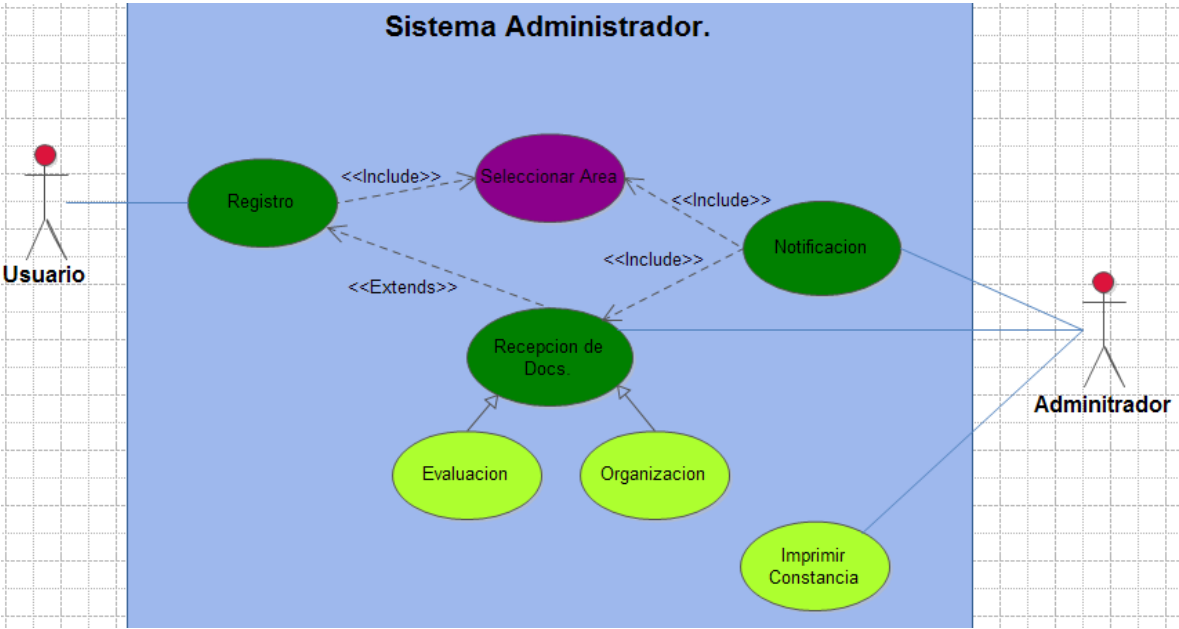 Sistema Administrador.
<<Include>>
Seleccionar Area
Registro
<<Include>>
Notificacion
<<Include>>
Usuario
<<Extends>>
Recepcion de
Docs.
Adminitrador
Evaluacion
Organizacion
Imprimir
Constancia